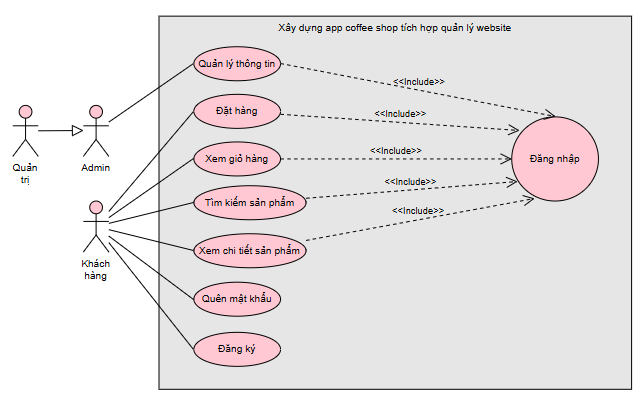 Xây dựng app coffee shop tích hợp quản lý website
Quản lý thông tin
<<Include>>
Đặt hàng
<<Include>>
Quản
trị
Admin
Xem giỏ hàng
<<Include>>
Đăng nhập
Tìm kiếm sản phẩm
<<Include>>
Khách
hàng
Xem chi tiết sản phẩm
<<Include>>
Quên mật khẩu
Đăng ký